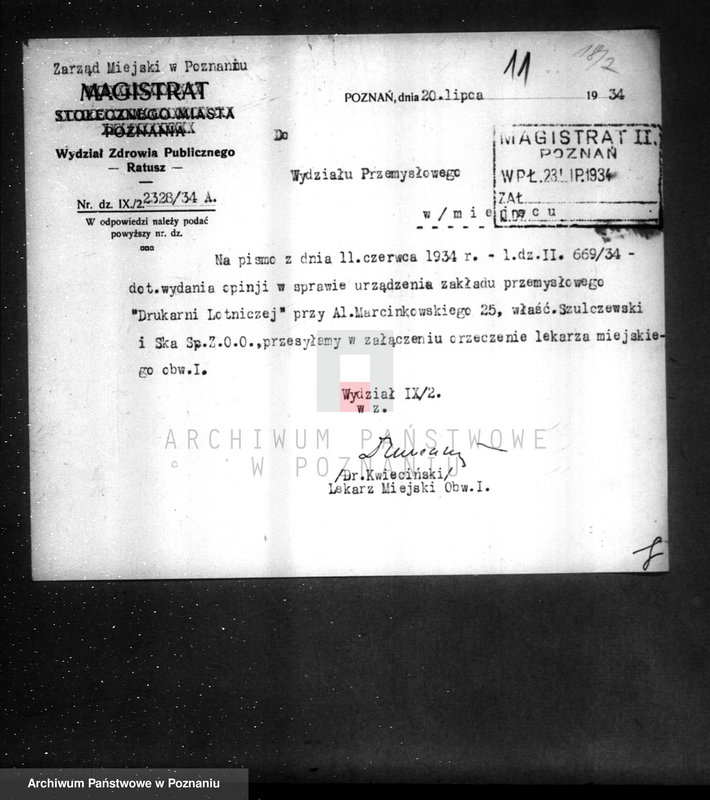 Zarząd Miejski w Poznaniu
MAGISTRAT
STOŁECZNEGO MIASTA
POZNANIA
Wydział Zdrowia Publicznego
— Ratusz —
Nr. dz. IX./2. 2328/34 A.
W odpowiedzi należy podać
powyższy nr. dz.
11
18/2
POZNAŃ, dnia 20.lipca 1934
MAGISTRAT II.
POZNAŃ
WPŁ. 23 LIP. 1934
ZAŁ.
Do
Wydziału Przemysłowego
w/miejscu
Na pismo z dnia 11.czerwca 1934 r. - l.dz.II. 669/34 -
dot.wydania opinji w sprawie urządzenia zakładu przemysłowego
"Drukarni Lotniczej" przy Al.Marcinkowskiego 25, właść.Szulczewski
i Ska Sp.Z.O.O.,przesyłamy w załączeniu orzeczenie lekarza miejskie-
go obw.I.
Wydział IX/2.
w z.
/Dr.Kwieciński/
Lekarz Miejski Obw.I.
ARCHIWUM PAŃSTWOWE
W POZNANIU
Archiwum Państwowe w Poznaniu